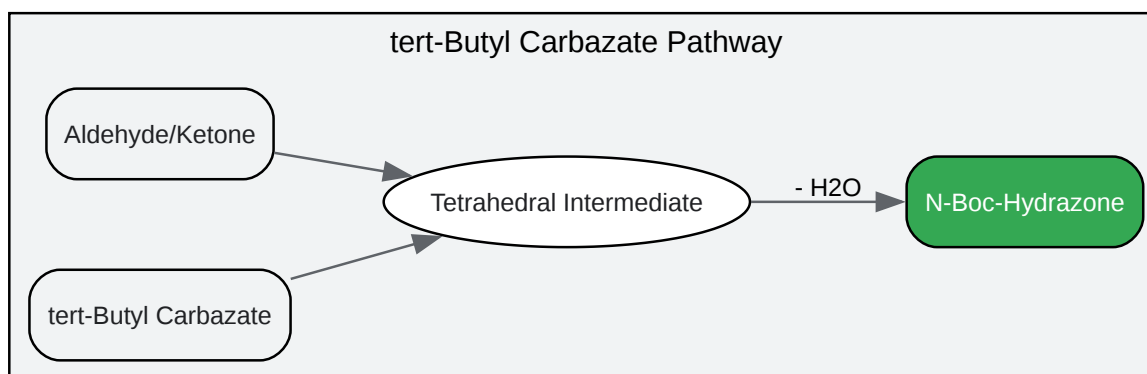 tert-Butyl Carbazate Pathway
Aldehyde/Ketone
tert-Butyl Carbazate
Tetrahedral Intermediate
- H2O
N-Boc-Hydrazone